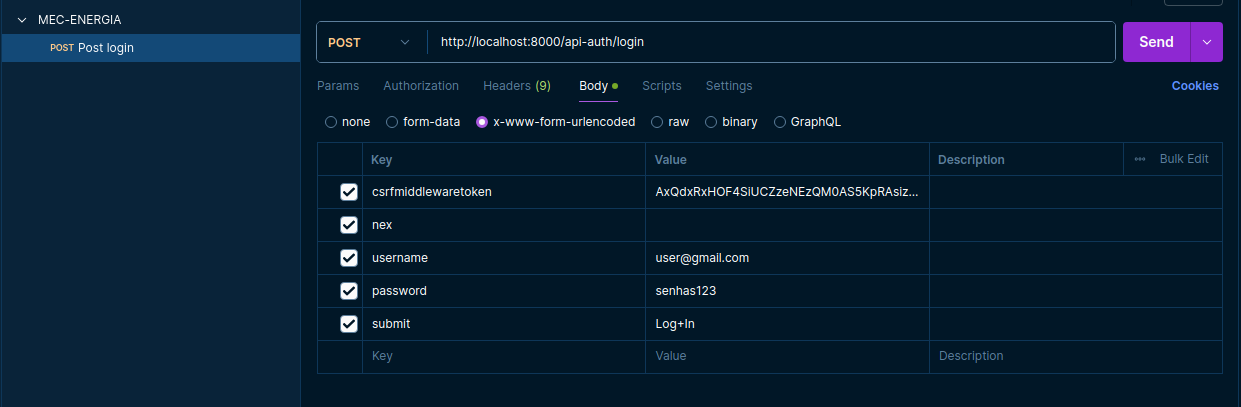 MEC-ENERGIA
POST Post login
POST http://localhost:8000/api-auth/login Send
Params Authorization Headers (9) Body Scripts Settings Cookies
none form-data x-www-form-urlencoded raw binary GraphQL
Key Value Description Bulk Edit
csrfmiddlewaretoken AxQdxRxHOF4SiUCZzeNEzQM0AS5KpRAsiz...
nex
username user@gmail.com
password senhas123
submit Log+In
Key Value Description